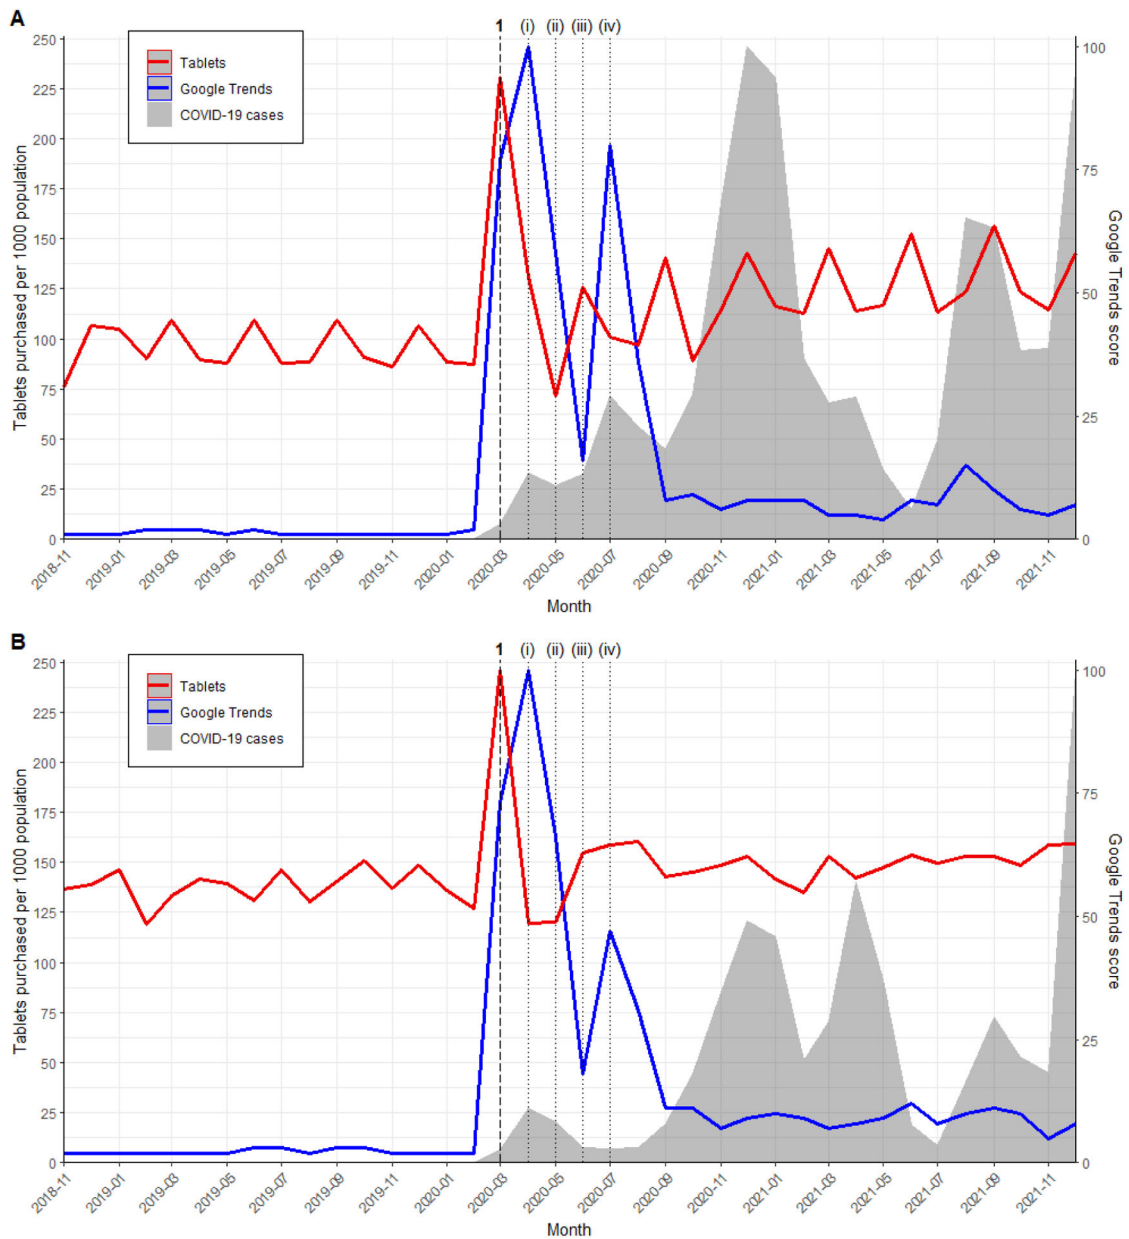 A
1 (i) (ii) (iii) (iv)
250
225
200
175
150
125
100
75
50
25
0
Tablets purchased per 1000 population
Tablets
Google Trends
COVID-19 cases
100
75
50
25
0
Google Trends score
2018-11 2019-01 2019-03 2019-05 2019-07 2019-09 2019-11 2020-01 2020-03 2020-05 2020-07 2020-09 2020-11 2021-01 2021-03 2021-05 2021-07 2021-09 2021-11
Month
B
1 (i) (ii) (iii) (iv)
250
225
200
175
150
125
100
75
50
25
0
Tablets purchased per 1000 population
Tablets
Google Trends
COVID-19 cases
100
75
50
25
0
Google Trends score
2018-11 2019-01 2019-03 2019-05 2019-07 2019-09 2019-11 2020-01 2020-03 2020-05 2020-07 2020-09 2020-11 2021-01 2021-03 2021-05 2021-07 2021-09 2021-11
Month